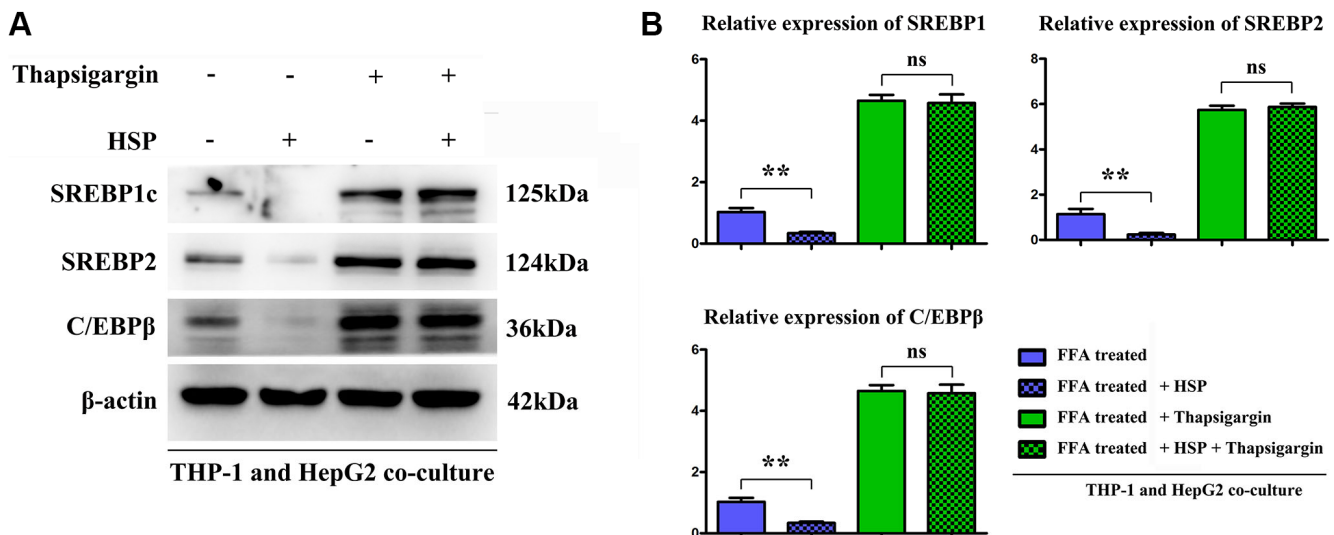 A
Thapsigargin - - + +
HSP - + - +
SREBP1c 125kDa
SREBP2 124kDa
C/EBPβ 36kDa
β-actin 42kDa
THP-1 and HepG2 co-culture
B
Relative expression of SREBP1
6
4
2
0
**
ns
Relative expression of SREBP2
8
6
4
2
0
**
ns
Relative expression of C/EBPβ
6
4
2
0
**
ns
FFA treated
FFA treated + HSP
FFA treated + Thapsigargin
FFA treated + HSP + Thapsigargin
THP-1 and HepG2 co-culture